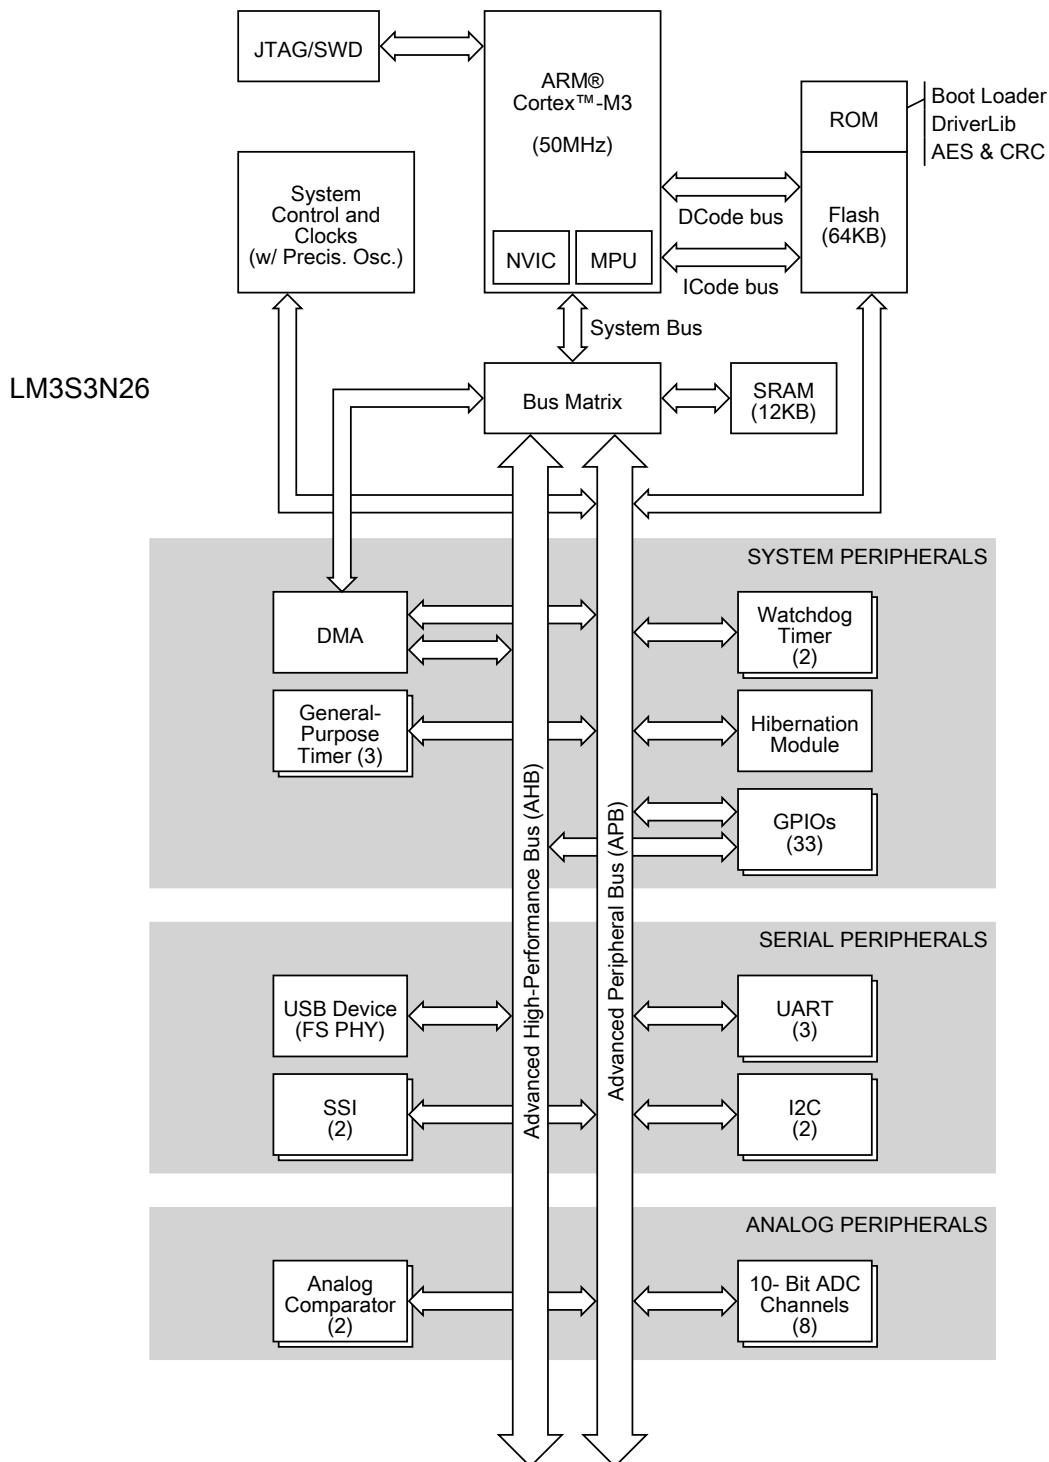 JTAG/SWD
ARM®
Cortex™-M3
(50MHz)
NVIC
MPU
ROM
Boot Loader
DriverLib
AES & CRC
System
Control and
Clocks
(w/ Precis. Osc.)
DCode bus
Flash
(64KB)
ICode bus
System Bus
LM3S3N26
Bus Matrix
SRAM
(12KB)
SYSTEM PERIPHERALS
DMA
Watchdog
Timer
(2)
General-
Purpose
Timer (3)
Hibernation
Module
GPIOs
(33)
Advanced High-Performance Bus (AHB)
Advanced Peripheral Bus (APB)
SERIAL PERIPHERALS
USB Device
(FS PHY)
UART
(3)
SSI
(2)
I2C
(2)
ANALOG PERIPHERALS
Analog
Comparator
(2)
10- Bit ADC
Channels
(8)